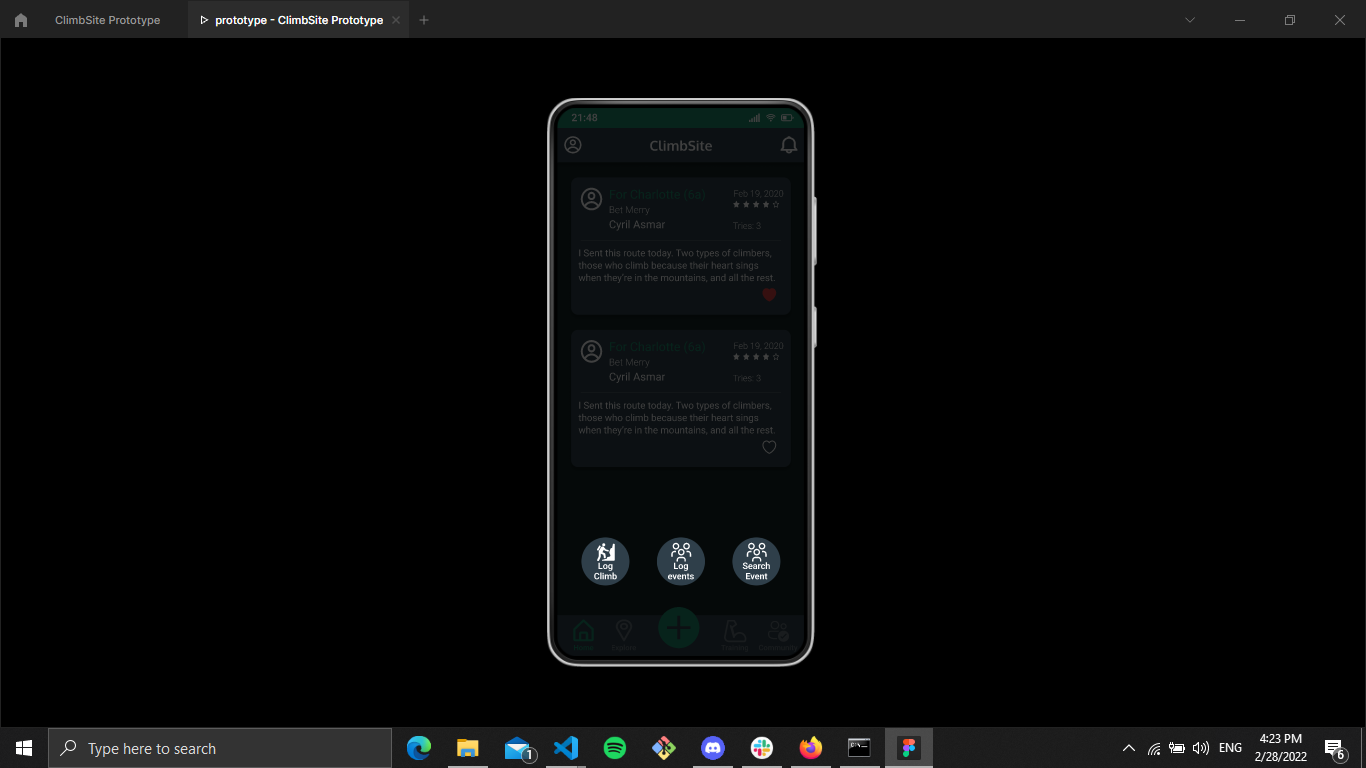 ClimbSite Prototype
prototype - ClimbSite Prototype
21:48
ClimbSite
For Charlotte (6a)
Feb 19, 2020
Bet Merry
Cyril Asmar
Tries: 3
I Sent this route today. Two types of climbers,
those who climb because their heart sings
when they're in the mountains, and all the rest.
For Charlotte (6a)
Feb 19, 2020
Bet Merry
Cyril Asmar
Tries: 3
I Sent this route today. Two types of climbers,
those who climb because their heart sings
when they're in the mountains, and all the rest.
Log
Climb
Log
events
Search
Event
Home
Type here to search
1
ENG
4:23 PM
2/28/2022
6